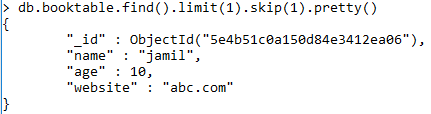 > db.booktable.find().limit(1).skip(1).pretty()
{
"_id" : ObjectId("5e4b51c0a150d84e3412ea06"),
"name" : "jamil",
"age" : 10,
"website" : "abc.com"
}